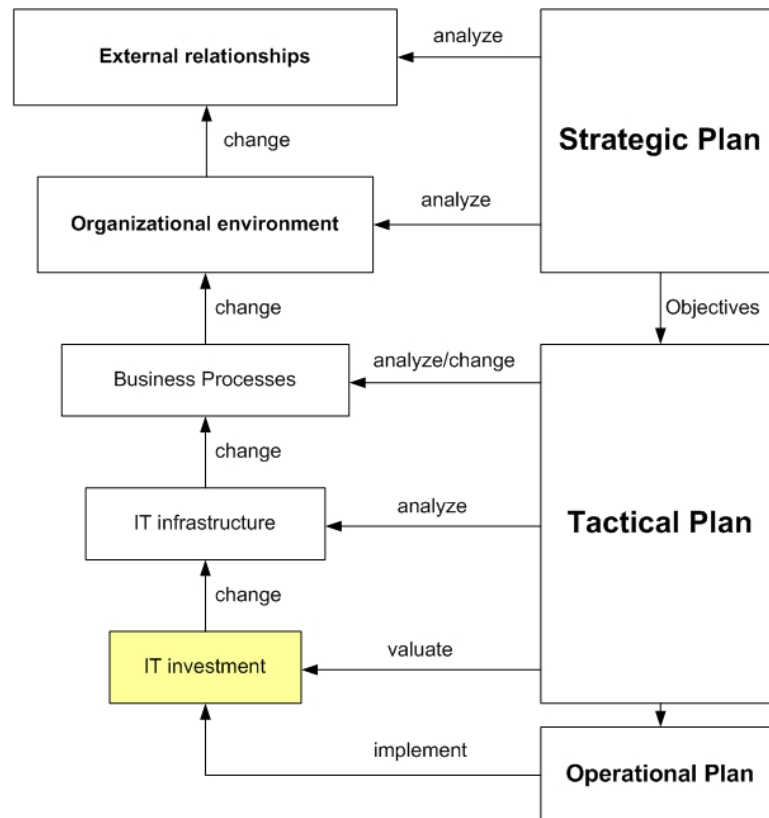 External relationships
analyze
Strategic Plan
change
Organizational environment
analyze
change
Objectives
Business Processes
analyze/change
change
IT infrastructure
analyze
Tactical Plan
change
IT investment
valuate
implement
Operational Plan